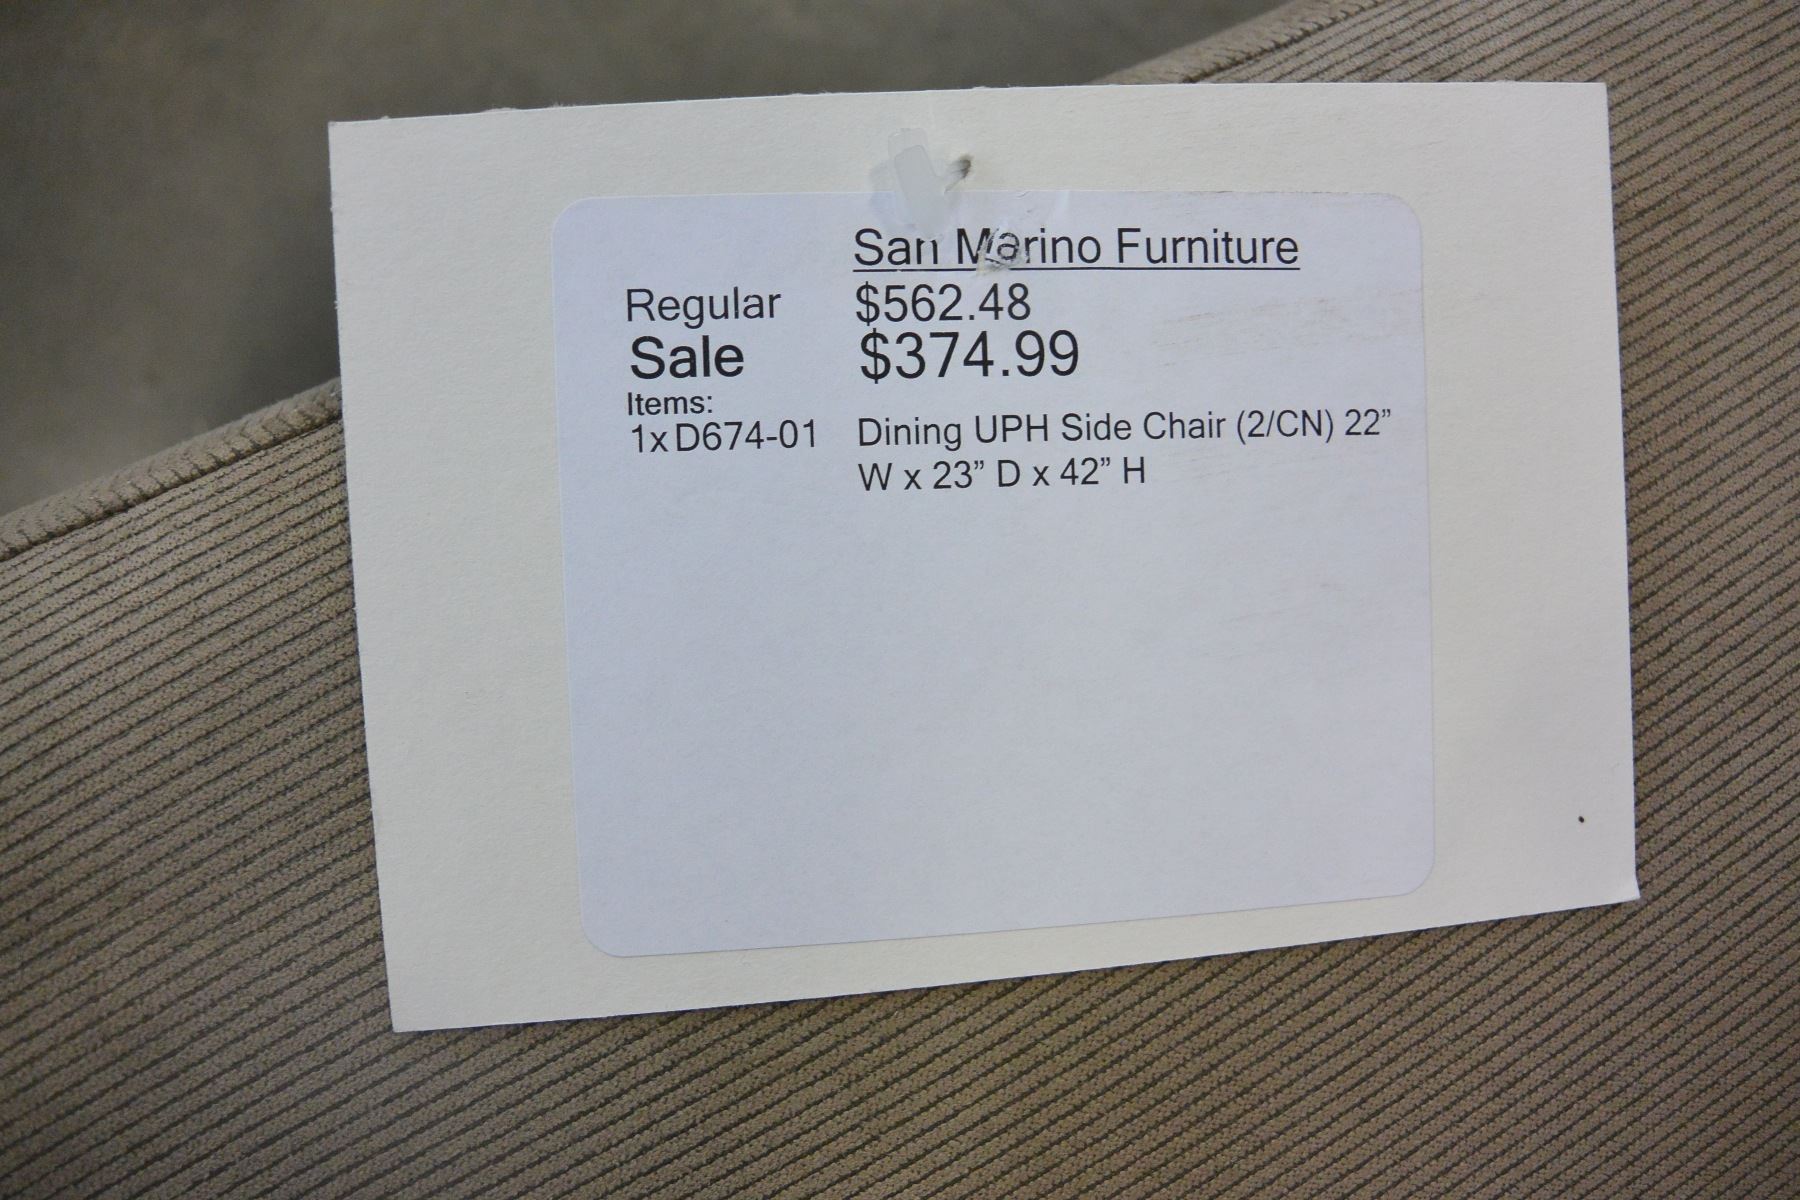 San Marino Furniture
Regular $562.48
Sale $374.99
Items:
1x D674-01 Dining UPH Side Chair (2/CN) 22”
W x 23” D x 42” H